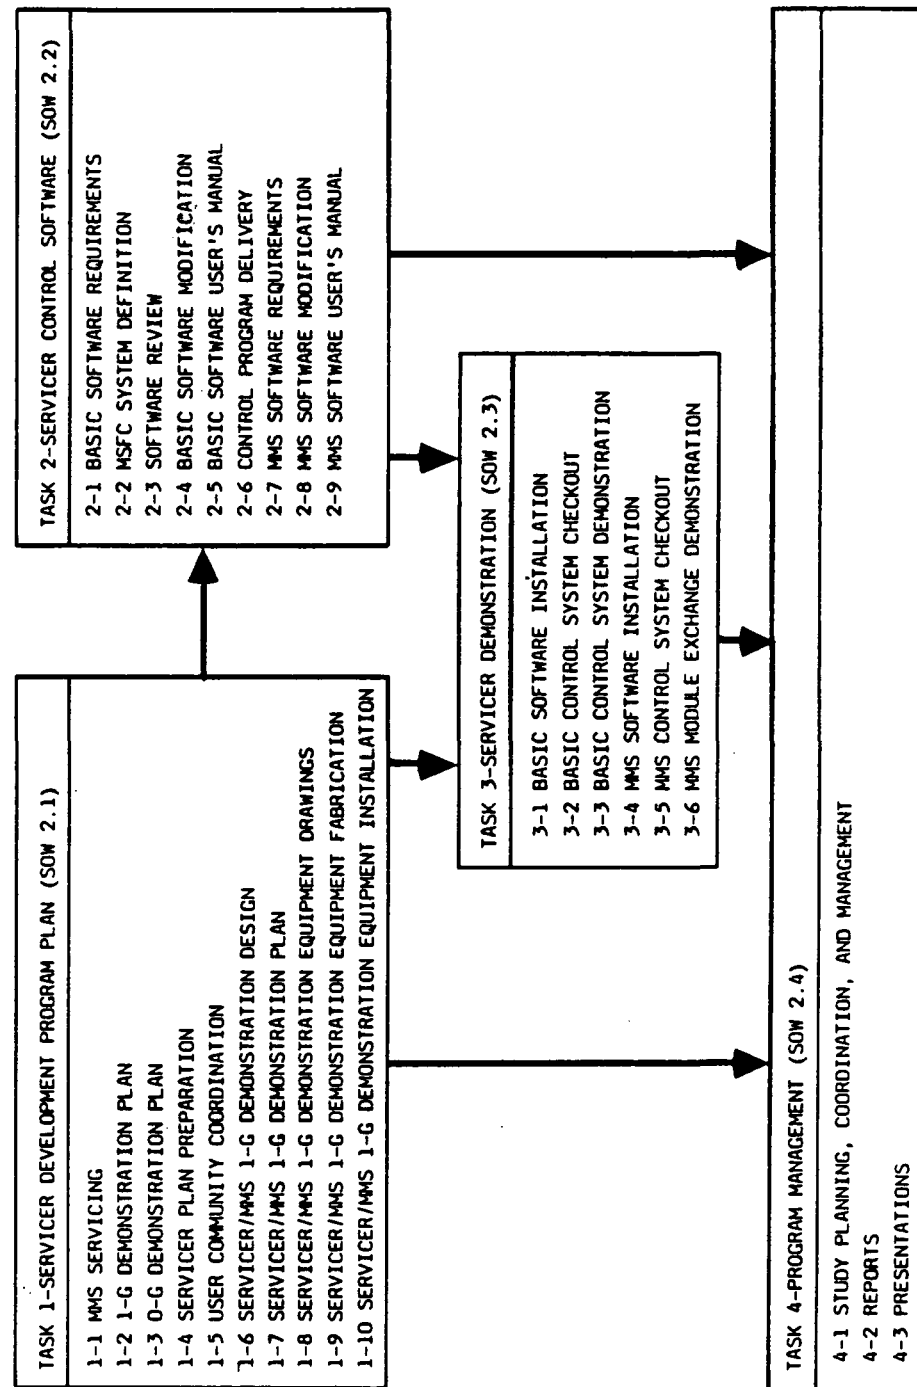 TASK 1-SERVICER DEVELOPMENT PROGRAM PLAN (SOW 2.1)
1-1 MMS SERVICING
1-2 1-G DEMONSTRATION PLAN
1-3 0-G DEMONSTRATION PLAN
1-4 SERVICER PLAN PREPARATION
1-5 USER COMMUNITY COORDINATION
1-6 SERVICER/MMS 1-G DEMONSTRATION DESIGN
1-7 SERVICER/MMS 1-G DEMONSTRATION PLAN
1-8 SERVICER/MMS 1-G DEMONSTRATION EQUIPMENT DRAWINGS
1-9 SERVICER/MMS 1-G DEMONSTRATION EQUIPMENT FABRICATION
1-10 SERVICER/MMS 1-G DEMONSTRATION EQUIPMENT INSTALLATION
TASK 2-SERVICER CONTROL SOFTWARE (SOW 2.2)
2-1 BASIC SOFTWARE REQUIREMENTS
2-2 MSFC SYSTEM DEFINITION
2-3 SOFTWARE REVIEW
2-4 BASIC SOFTWARE MODIFICATION
2-5 BASIC SOFTWARE USER'S MANUAL
2-6 CONTROL PROGRAM DELIVERY
2-7 MMS SOFTWARE REQUIREMENTS
2-8 MMS SOFTWARE MODIFICATION
2-9 MMS SOFTWARE USER'S MANUAL
TASK 3-SERVICER DEMONSTRATION (SOW 2.3)
3-1 BASIC SOFTWARE INSTALLATION
3-2 BASIC CONTROL SYSTEM CHECKOUT
3-3 BASIC CONTROL SYSTEM DEMONSTRATION
3-4 MMS SOFTWARE INSTALLATION
3-5 MMS CONTROL SYSTEM CHECKOUT
3-6 MMS MODULE EXCHANGE DEMONSTRATION
TASK 4-PROGRAM MANAGEMENT (SOW 2.4)
4-1 STUDY PLANNING, COORDINATION, AND MANAGEMENT
4-2 REPORTS
4-3 PRESENTATIONS